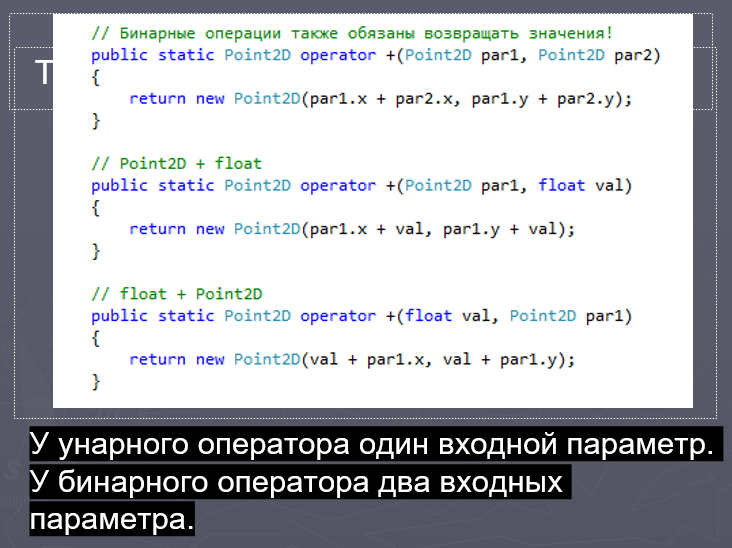 // Бинарные операции также обязаны возвращать значения!
public static Point2D operator +(Point2D par1, Point2D par2)
{
return new Point2D(par1.x + par2.x, par1.y + par2.y);
}
// Point2D + float
public static Point2D operator +(Point2D par1, float val)
{
return new Point2D(par1.x + val, par1.y + val);
}
// float + Point2D
public static Point2D operator +(float val, Point2D par1)
{
return new Point2D(val + par1.x, val + par1.y);
}
У унарного оператора один входной параметр.
У бинарного оператора два входных
параметра.